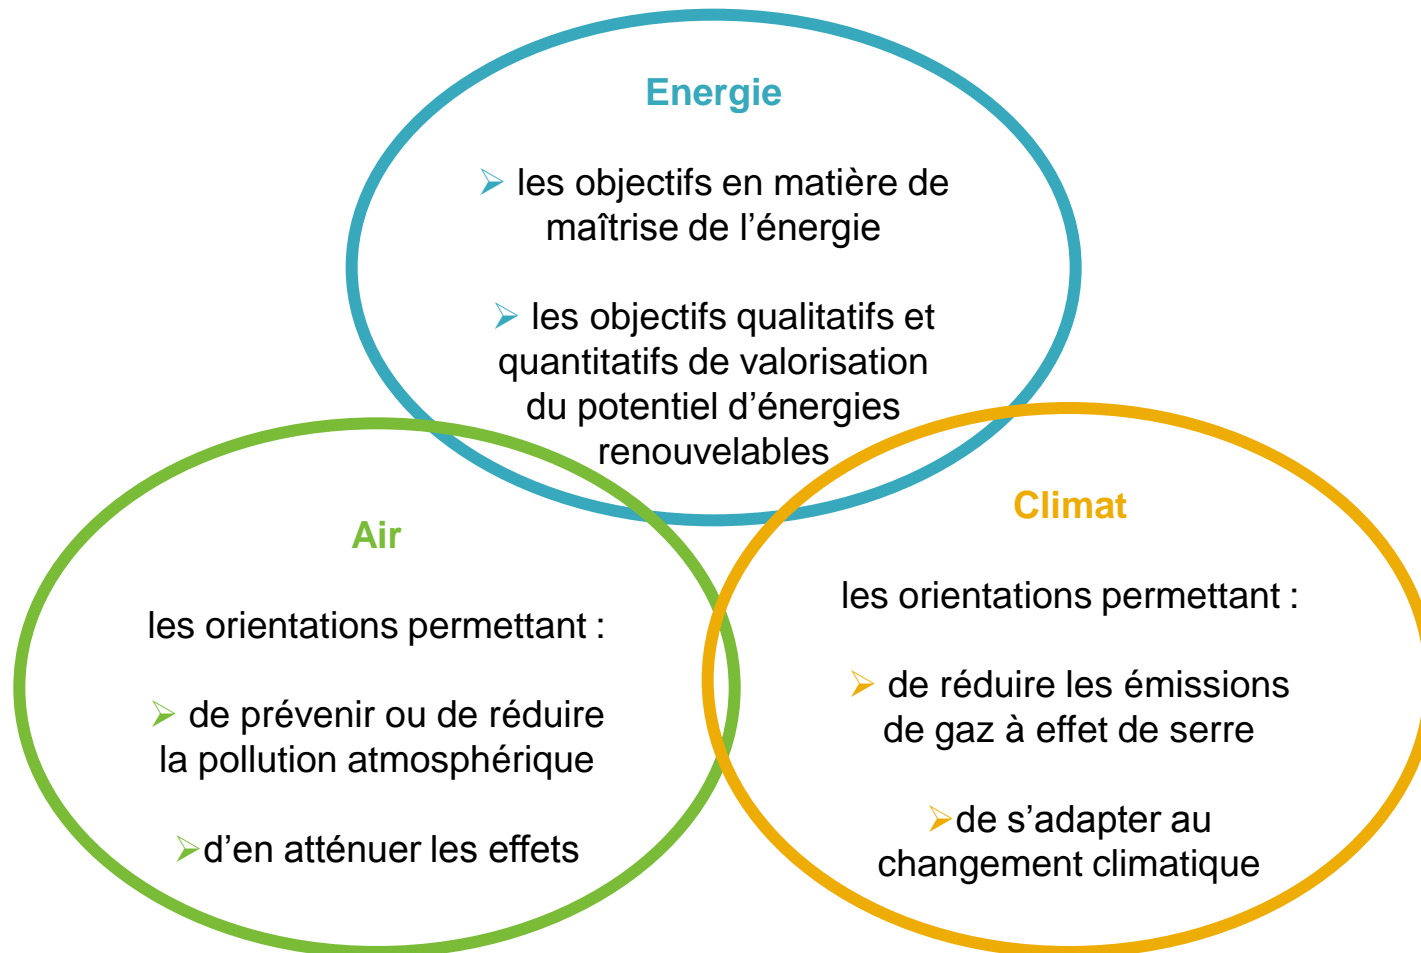 Energie
➢ les objectifs en matière de
maîtrise de l’énergie
➢ les objectifs qualitatifs et
quantitatifs de valorisation
du potentiel d’énergies
renouvelables
Air
les orientations permettant :
➢ de prévenir ou de réduire
la pollution atmosphérique
➢d’en atténuer les effets
Climat
les orientations permettant :
➢ de réduire les émissions
de gaz à effet de serre
➢de s’adapter au
changement climatique